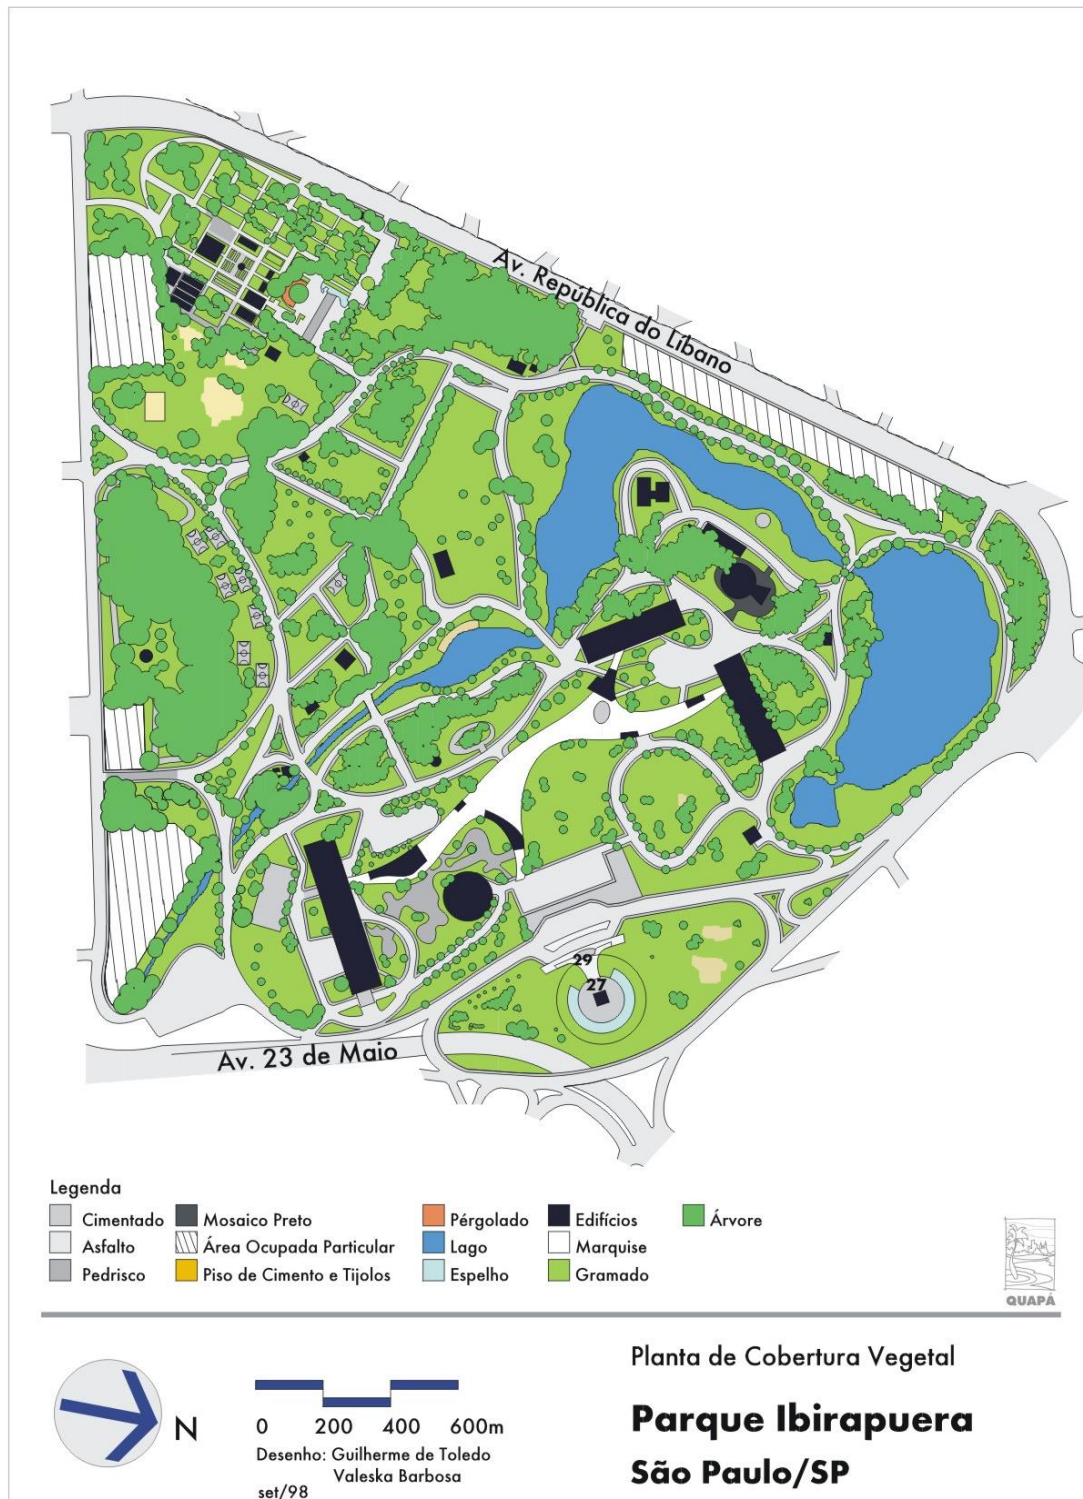 Av. República do Líbano
29
27
Av. 23 de Maio
Legenda
Cimentado
Mosaico Preto
Pérgolado
Edifícios
Árvore
Asfalto
Área Ocupada Particular
Lago
Marquise
Pedrisco
Piso de Cimento e Tijolos
Espelho
Gramado
QUAPÁ
Planta de Cobertura Vegetal
N
0 200 400 600m
Parque Ibirapuera
Desenho: Guilherme de Toledo
Valeska Barbosa
São Paulo/SP
set/98